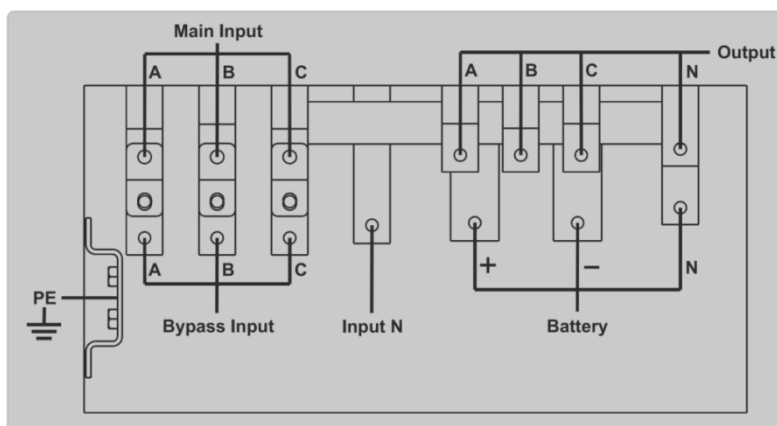 Main Input
A B C
Output
A B C N
A B C
+ − N
PE
Bypass Input
Input N
Battery